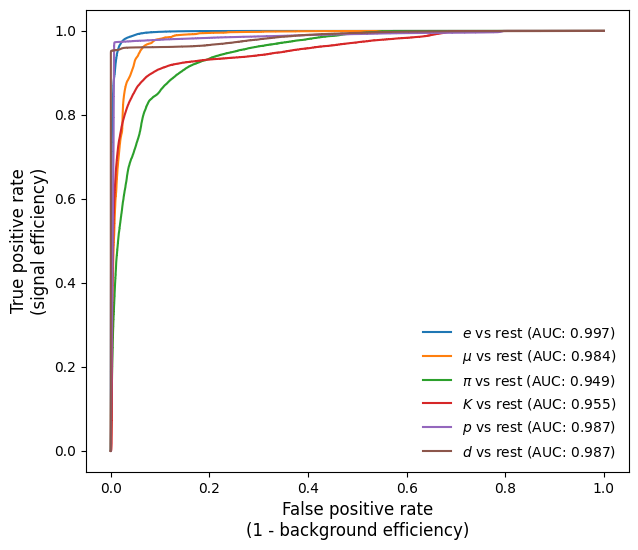 1.0
0.8
0.6
0.4
0.2
0.0
True positive rate
(signal efficiency)
e vs rest (AUC: 0.997)
μ vs rest (AUC: 0.984)
π vs rest (AUC: 0.949)
K vs rest (AUC: 0.955)
p vs rest (AUC: 0.987)
d vs rest (AUC: 0.987)
0.0 0.2 0.4 0.6 0.8 1.0
False positive rate
(1 - background efficiency)